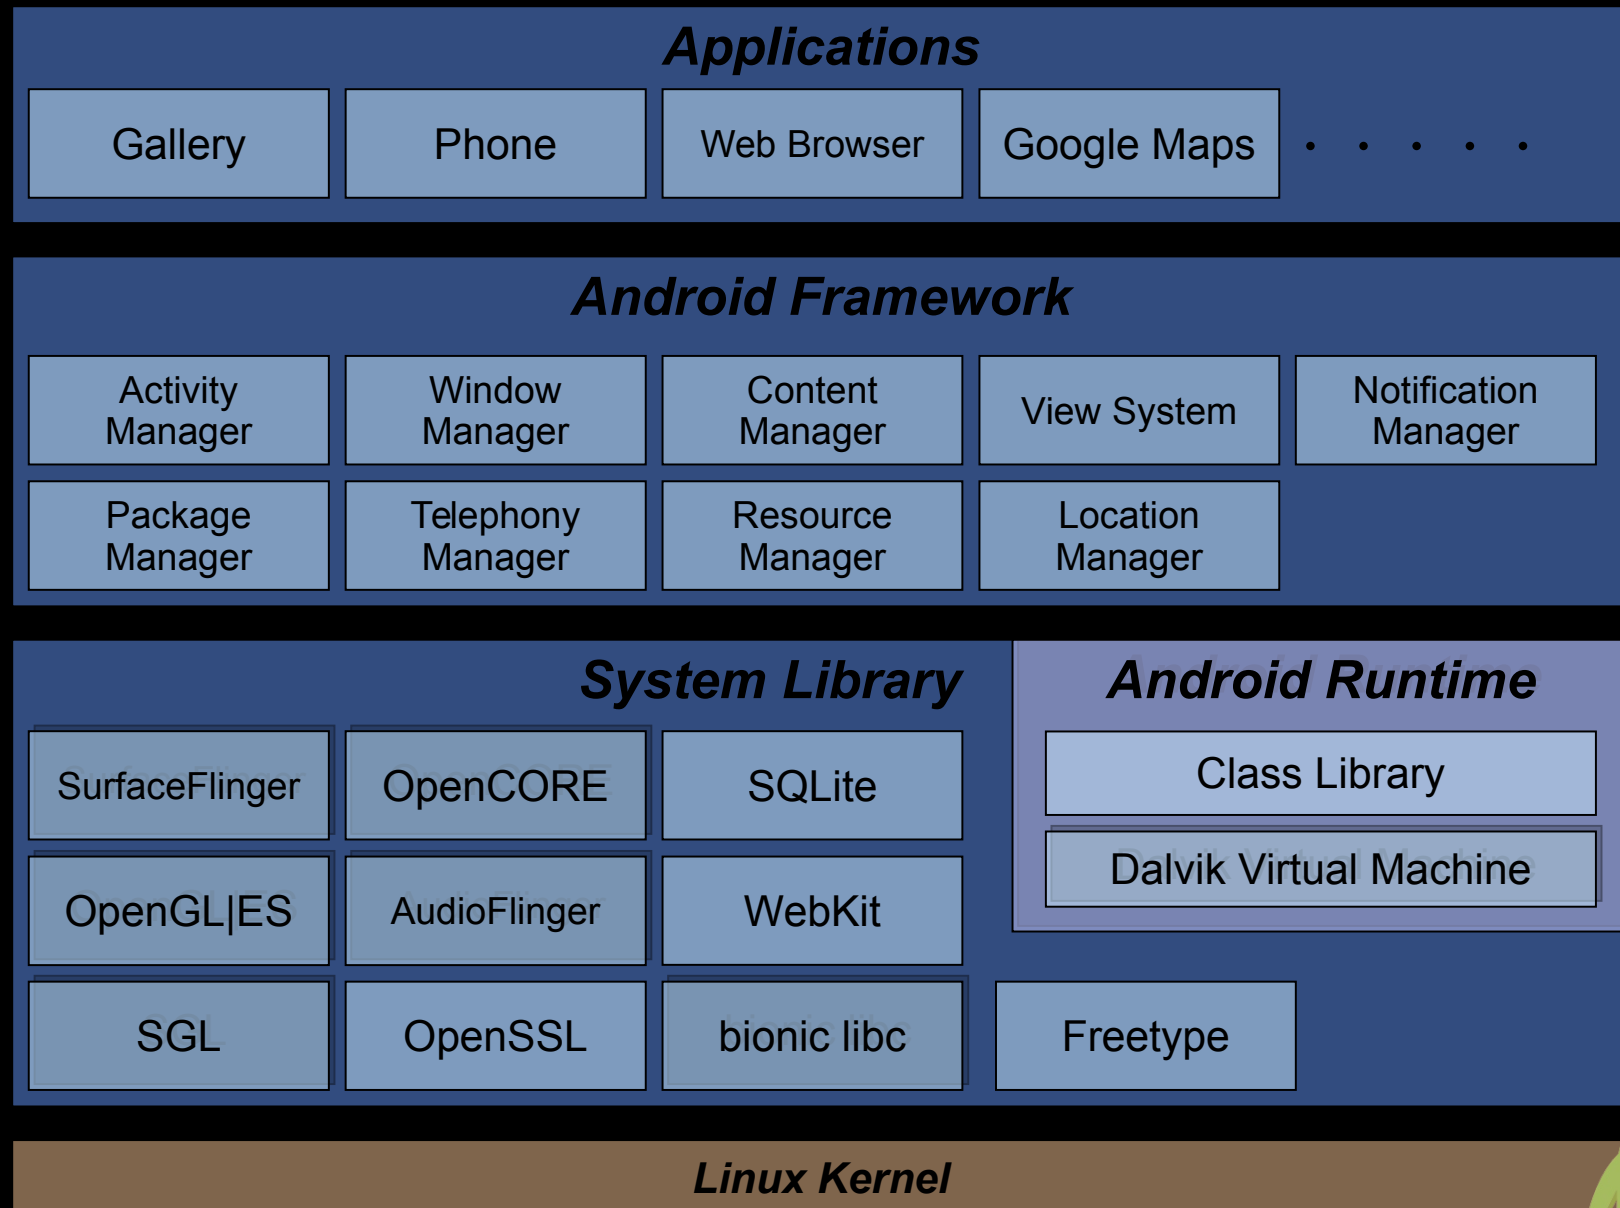 Applications
Gallery
Phone
Web Browser
Google Maps
. . . . .
Android Framework
Activity
Manager
Window
Manager
Content
Manager
View System
Notification
Manager
Package
Manager
Telephony
Manager
Resource
Manager
Location
Manager
System Library
SurfaceFlinger
OpenCORE
SQLite
OpenGL|ES
AudioFlinger
WebKit
SGL
OpenSSL
bionic libc
Freetype
Android Runtime
Class Library
Dalvik Virtual Machine
Linux Kernel